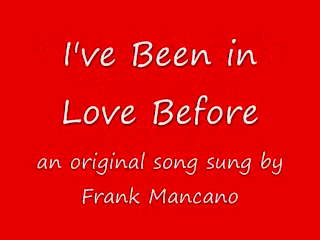 I've Been in
Love Before
an original song sung by
Frank Mancano